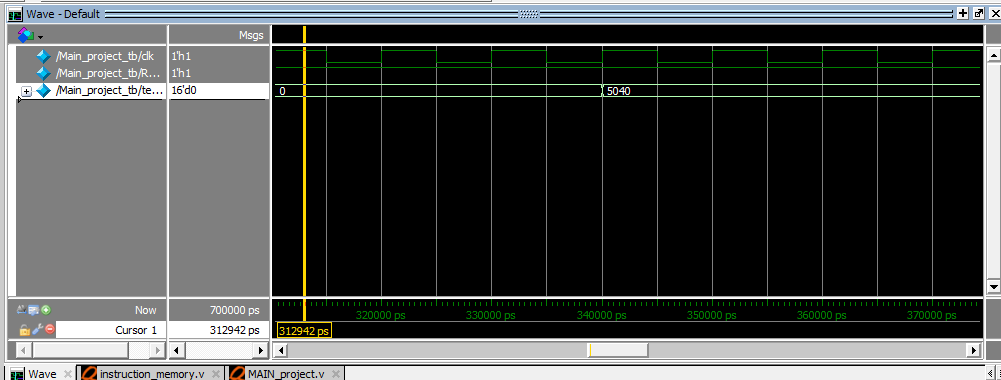 Wave - Default
Msgs
/Main_project_tb/clk 1'h1
/Main_project_tb/R... 1'h1
/Main_project_tb/te... 16'd0 0 5040
Now 700000 ps 320000 ps 330000 ps 340000 ps 350000 ps 360000 ps 370000 ps
Cursor 1 312942 ps 312942 ps
Wave instruction_memory.v MAIN_project.v